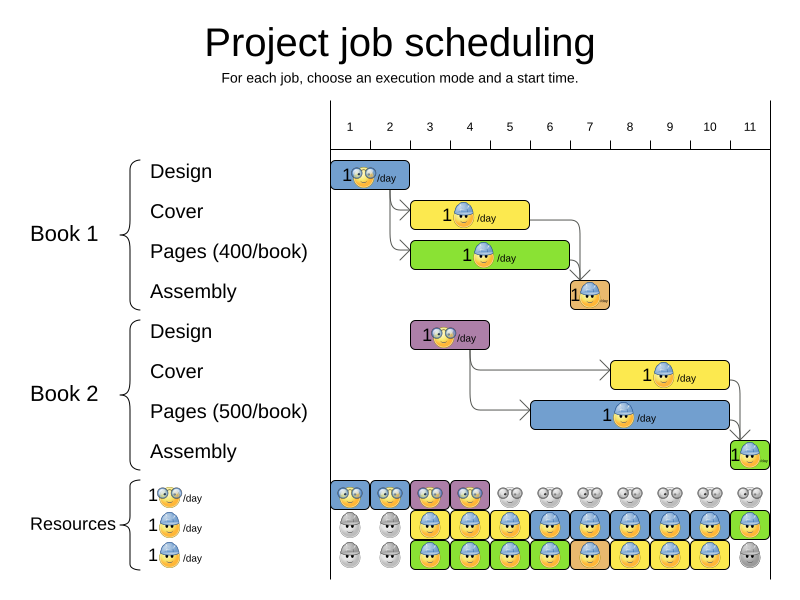 Project job scheduling
For each job, choose an execution mode and a start time.
1 2 3 4 5 6 7 8 9 10 11
Book 1
Design
1 /day
Cover
1 /day
Pages (400/book)
1 /day
Assembly
1 /day
Book 2
Design
1 /day
Cover
1 /day
Pages (500/book)
1 /day
Assembly
1 /day
Resources
1 /day
1 /day
1 /day